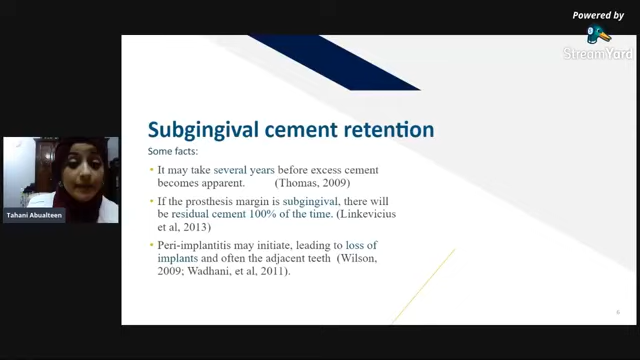 Powered by
StreamYard
Subgingival cement retention
Some facts:
• It may take several years before excess cement
becomes apparent. (Thomas, 2009)
• If the prosthesis margin is subgingival, there will
be residual cement 100% of the time. (Linkevicius
et al, 2013)
• Peri-implantitis may initiate, leading to loss of
implants and often the adjacent teeth (Wilson,
2009; Wadhani, et al, 2011).
Tahani Abualteen
6